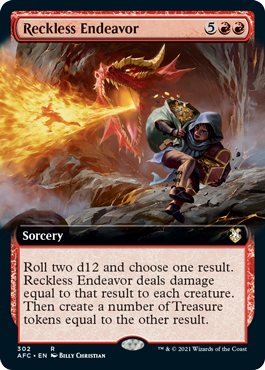 Reckless Endeavor 5
Sorcery
Roll two d12 and choose one result.
Reckless Endeavor deals damage
equal to that result to each creature.
Then create a number of Treasure
tokens equal to the other result.
302 R
AFC • EN BILLY CHRISTIAN
™ & © 2021 Wizards of the Coast